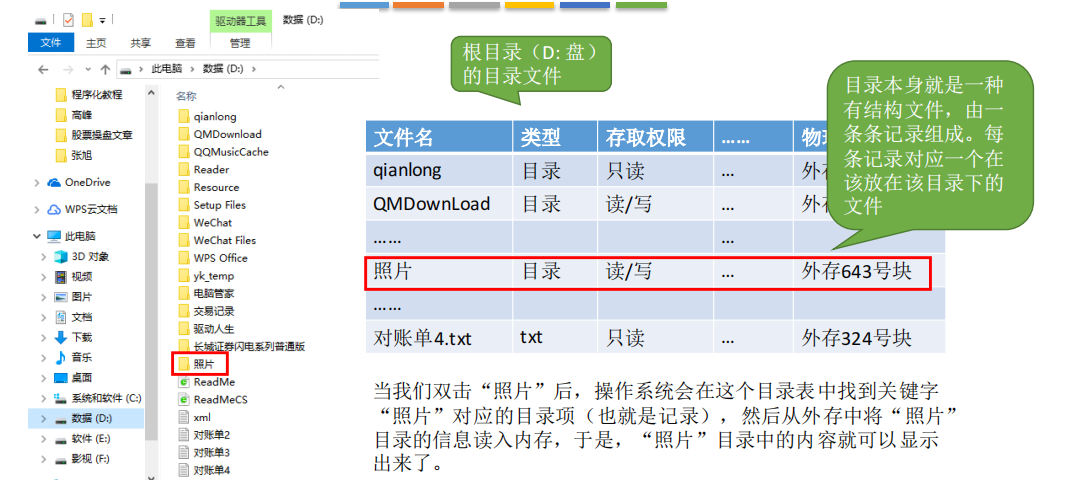 驱动器工具 数据 (D:)
文件 主页 共享 查看 管理
此电脑 数据 (D:)
程序化教程
高峰
股票操盘文章
张旭
OneDrive
WPS云文档
此电脑
3D 对象
视频
图片
文档
下载
音乐
桌面
系统和软件 (C:)
数据 (D:)
软件 (E:)
影视 (F:)
名称
qianlong
QMDownload
QQMusicCache
Reader
Resource
Setup Files
WeChat
WeChat Files
WPS Office
yk_temp
电脑管家
交易记录
驱动人生
长城证券闪电系列普通版
照片
ReadMe
ReadMeCS
xml
对账单2
对账单3
对账单4
根目录（D: 盘）
的目录文件
目录本身就是一种
有结构文件，由一
条条记录组成。每
条记录对应一个在
该放在该目录下的
文件
文件名 类型 存取权限 …… 物
qianlong 目录 只读 … 外存
QMDownLoad 目录 读/写 … 外存
…… …
照片 目录 读/写 … 外存643号块
……
对账单4.txt txt 只读 … 外存324号块
当我们双击“照片”后，操作系统会在这个目录表中找到关键字
“照片”对应的目录项（也就是记录），然后从外存中将“照片”
目录的信息读入内存，于是，“照片”目录中的内容就可以显示
出来了。